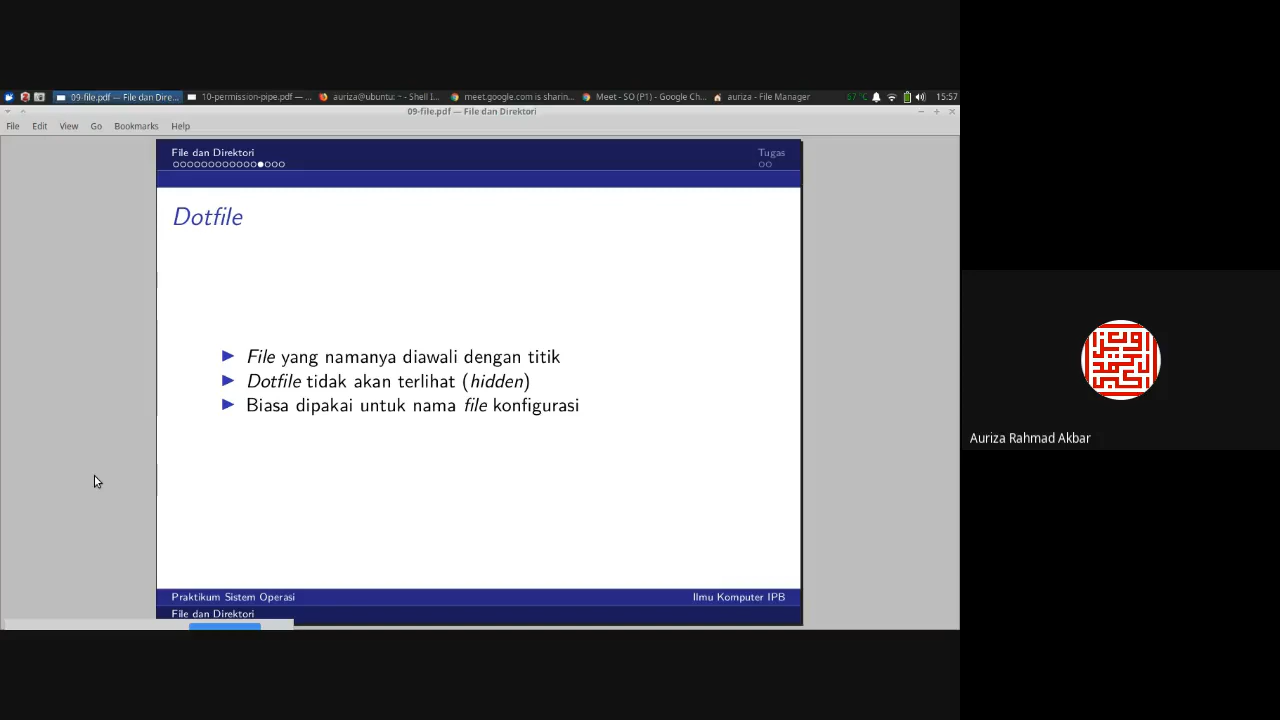 09-file.pdf — File dan Dire... 10-permission-pipe.pdf — ... auriza@ubuntu: ~ - Shell I... meet.google.com is sharin... Meet - SO (P1) - Google Ch... auriza - File Manager 67°C 15:57
09-file.pdf — File dan Direktori
File Edit View Go Bookmarks Help
File dan Direktori Tugas
Dotfile
File yang namanya diawali dengan titik
Dotfile tidak akan terlihat (hidden)
Biasa dipakai untuk nama file konfigurasi
Auriza Rahmad Akbar
Praktikum Sistem Operasi Ilmu Komputer IPB
File dan Direktori